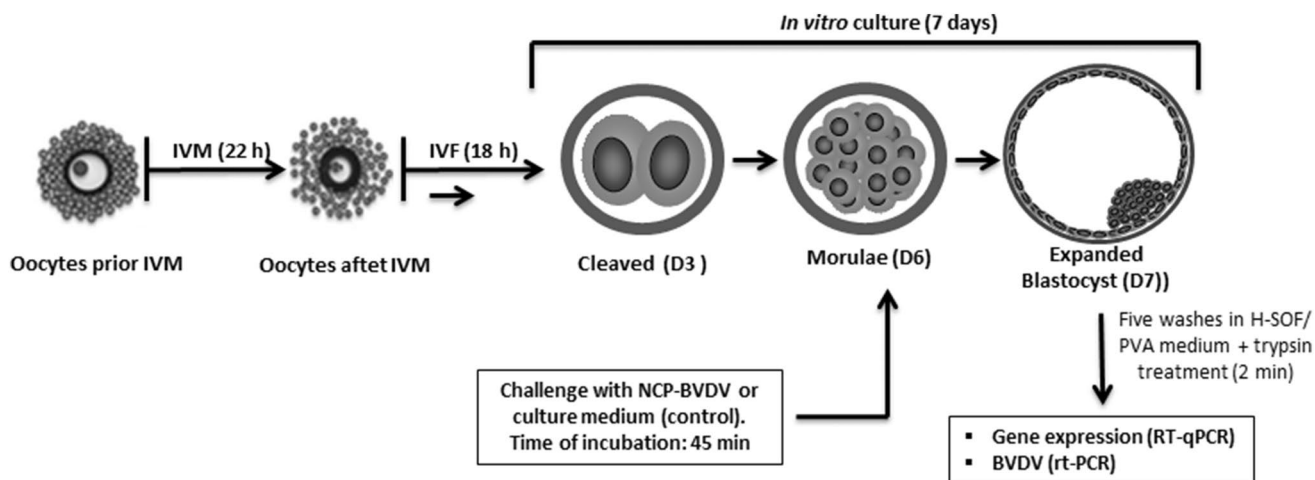 In vitro culture (7 days)
IVM (22 h)
IVF (18 h)
Oocytes prior IVM
Oocytes aftet IVM
Cleaved (D3 )
Morulae (D6)
Expanded
Blastocyst (D7))
Five washes in H-SOF/
PVA medium + trypsin
treatment (2 min)
Challenge with NCP-BVDV or
culture medium (control).
Time of incubation: 45 min
▪ Gene expression (RT-qPCR)
▪ BVDV (rt-PCR)